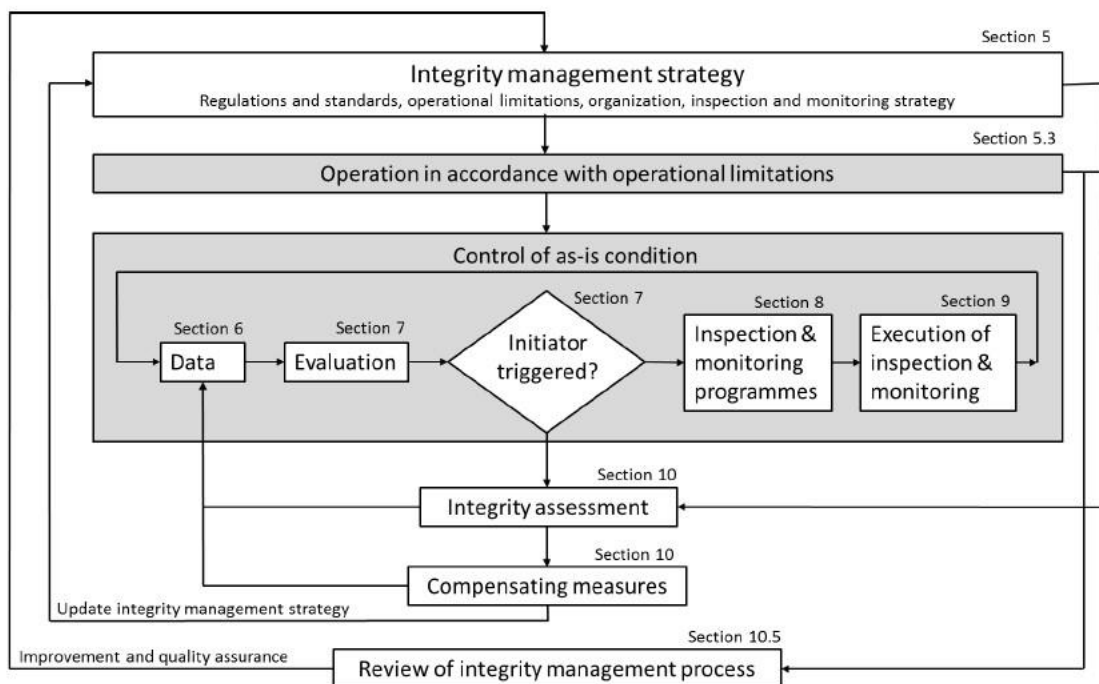 Section 5
Integrity management strategy
Regulations and standards, operational limitations, organization, inspection and monitoring strategy
Section 5.3
Operation in accordance with operational limitations
Control of as-is condition
Section 6
Data
Section 7
Evaluation
Section 7
Initiator
triggered?
Section 8
Inspection &
monitoring
programmes
Section 9
Execution of
inspection &
monitoring
Section 10
Integrity assessment
Section 10
Compensating measures
Update integrity management strategy
Section 10.5
Improvement and quality assurance
Review of integrity management process